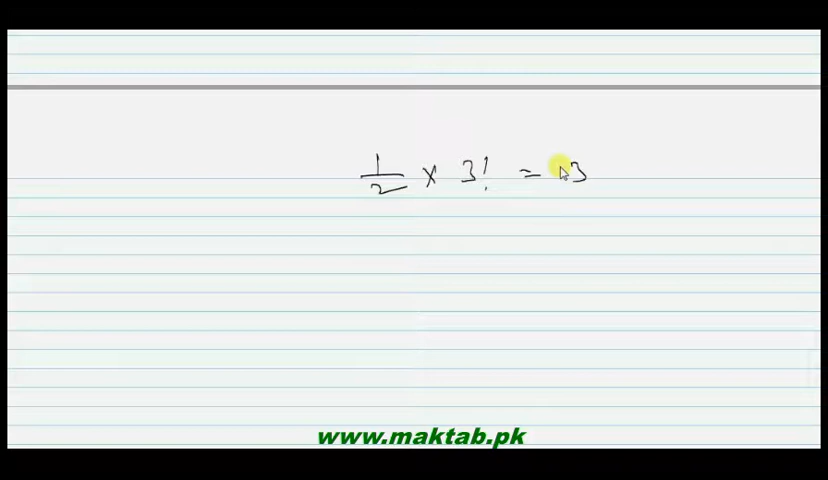 1/2 × 3! = 3
www.maktab.pk